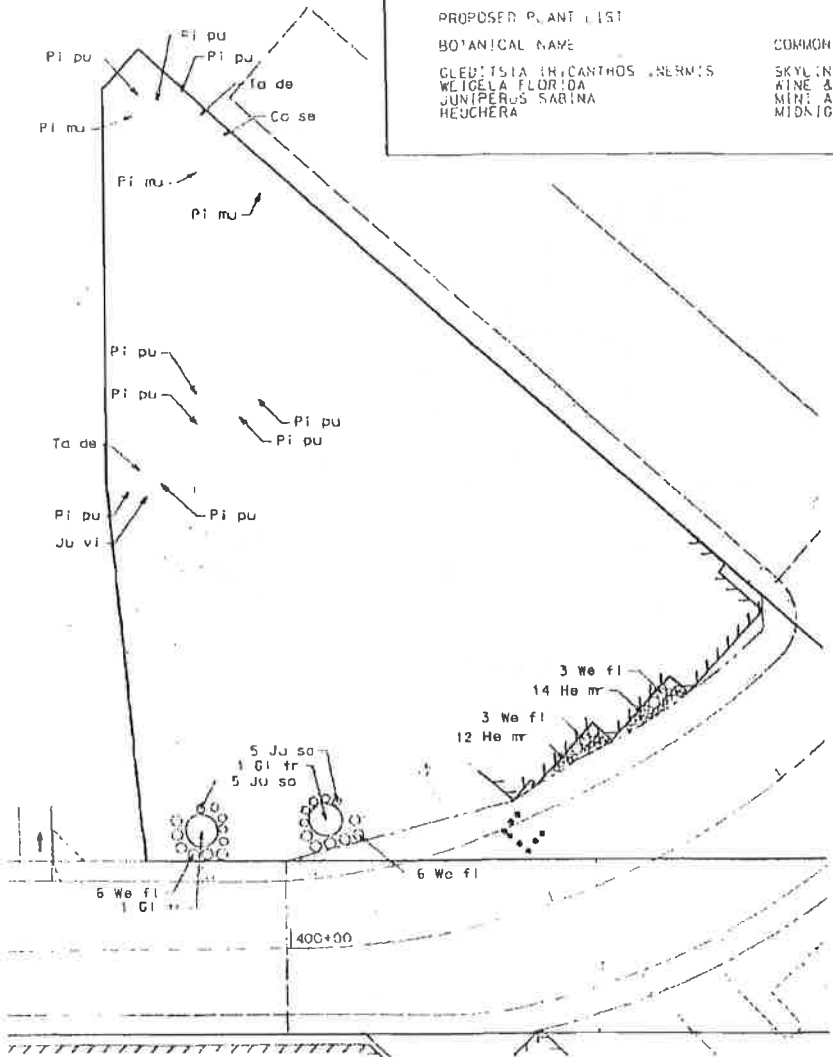 PROPOSED PLANT LIST
BOTANICAL NAME COMMON
GLEDITSIA TRICANTHOS INERMIS SKYLIN
WEIGELA FLORIDA WINE &
JUNIPERUS SABINA MINI A
HEUCHERA MIDNIG
Pi pu
Pi pu
Pi pu
Ta de
Pi mu
Co se
Pi mu
Pi mu
Pi pu
Pi pu
Pi pu
Pi pu
Ta de
Pi pu
Pi pu
Ju vi
3 We fl
14 He mr
3 We fl
12 He mr
5 Ju sa
1 Gl tr
5 Ju sa
6 We fl
6 We fl
1 Gl tr
400+00